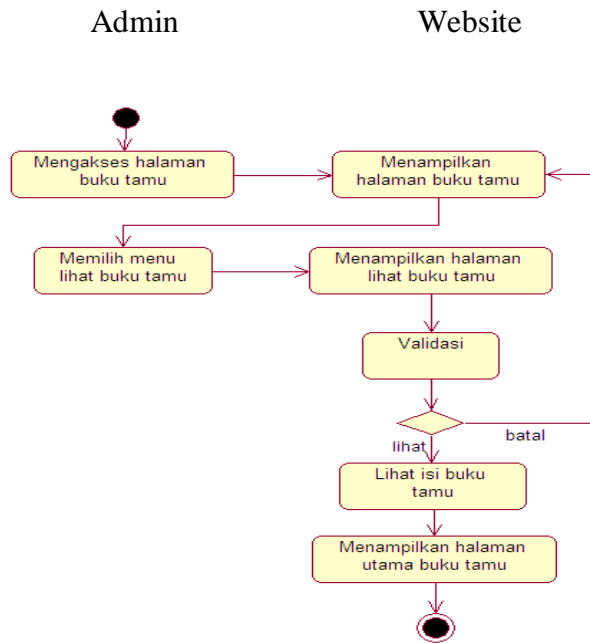 Admin
Website
Mengakses halaman
buku tamu
Menampilkan
halaman buku tamu
Memilih menu
lihat buku tamu
Menampilkan halaman
lihat buku tamu
Validasi
batal
lihat
Lihat isi buku
tamu
Menampilkan halaman
utama buku tamu